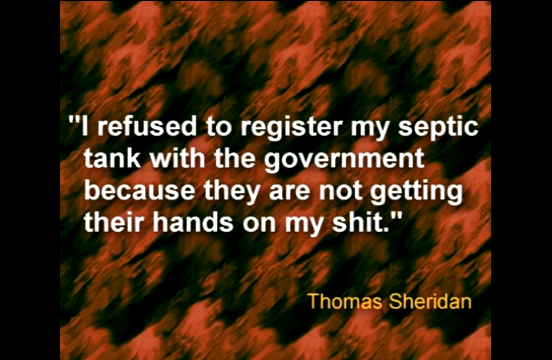 "I refused to register my septic
tank with the government
because they are not getting
their hands on my shit."
Thomas Sheridan